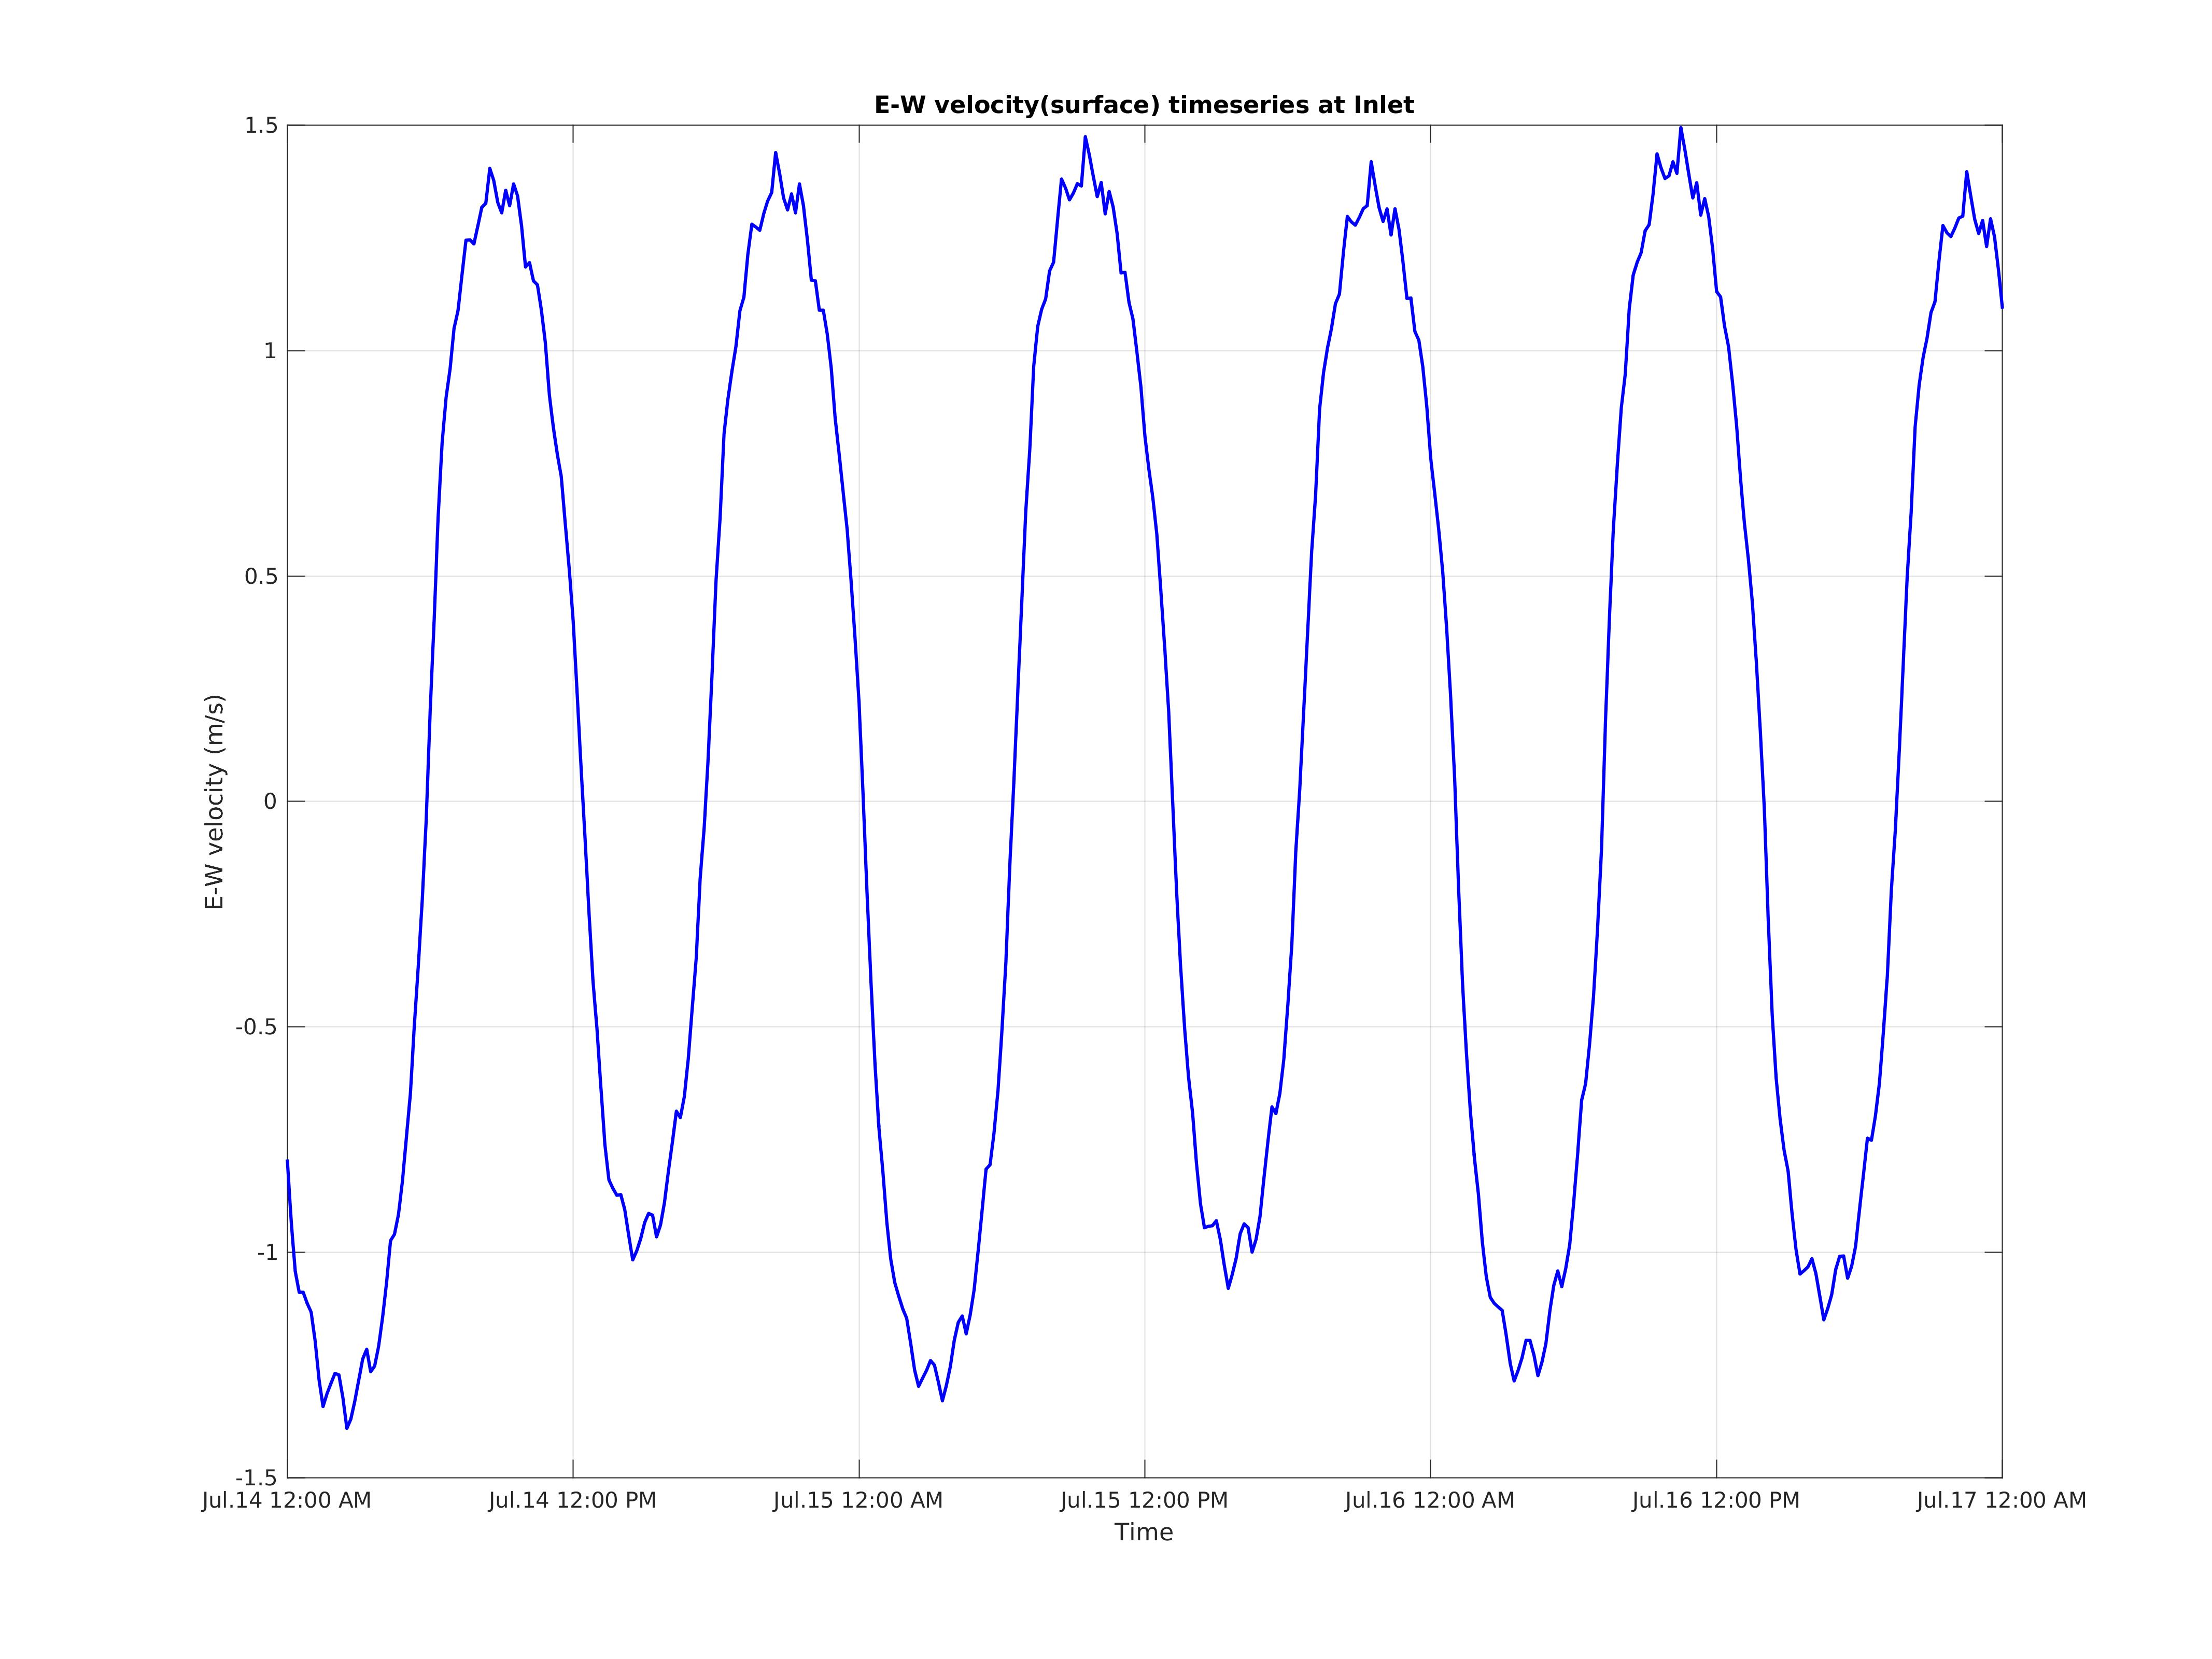 E-W velocity(surface) timeseries at Inlet
1.5
1
0.5
0
-0.5
-1
-1.5
E-W velocity (m/s)
Jul.14 12:00 AM Jul.14 12:00 PM Jul.15 12:00 AM Jul.15 12:00 PM Jul.16 12:00 AM Jul.16 12:00 PM Jul.17 12:00 AM
Time